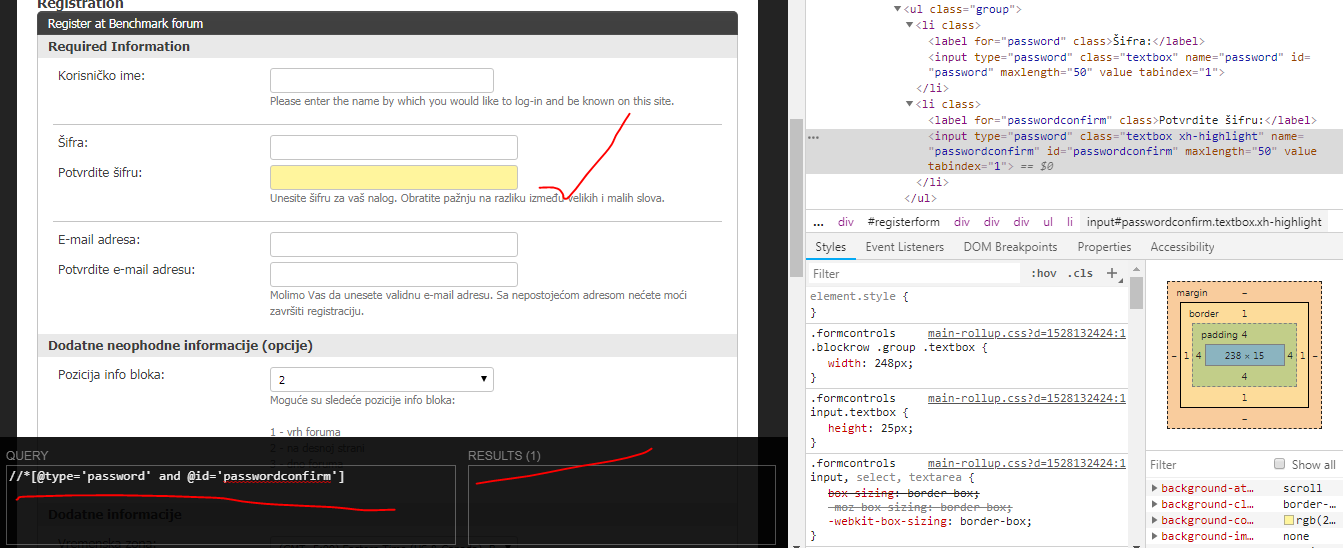 Registration
Register at Benchmark forum
Required Information
Korisničko ime:
Please enter the name by which you would like to log-in and be known on this site.
Šifra:
Potvrdite šifru:
Unesite šifru za vaš nalog. Obratite pažnju na razliku između velikih i malih slova.
E-mail adresa:
Potvrdite e-mail adresu:
Molimo Vas da unesete validnu e-mail adresu. Sa nepostojećom adresom nećete moći
završiti registraciju.
Dodatne neophodne informacije (opcije)
Pozicija info bloka:
2
Moguće su sledeće pozicije info bloka:
1 - vrh foruma
2 - na desnoj strani
QUERY
//*[@type='password' and @id='passwordconfirm']
RESULTS (1)
Dodatne informacije
Vremenska zona:
<ul class="group">
<li class>
<label for="password" class>Šifra:</label>
<input type="password" class="textbox" name="password" id=
"password" maxlength="50" value tabindex="1">
</li>
<li class>
<label for="passwordconfirm" class>Potvrdite šifru:</label>
<input type="password" class="textbox xh-highlight" name=
"passwordconfirm" id="passwordconfirm" maxlength="50" value
tabindex="1"> == $0
</li>
</ul>
... div #registerform div div div ul li input#passwordconfirm.textbox.xh-highlight
Styles Event Listeners DOM Breakpoints Properties Accessibility
Filter :hov .cls +
element.style {
}
.formcontrols main-rollup.css?d=1528132424:1
.blockrow .group .textbox {
width: 248px;
}
.formcontrols main-rollup.css?d=1528132424:1
input.textbox {
height: 25px;
}
.formcontrols main-rollup.css?d=1528132424:1
input, select, textarea {
box-sizing: border-box;
-moz-box-sizing: border-box;
-webkit-box-sizing: border-box;
margin –
border 1
padding 4
– 1 4 238 × 15 4 1 –
4
1
–
Filter Show all
background-at… scroll
background-cl… border-…
background-co… rgb(2…
background-im… none